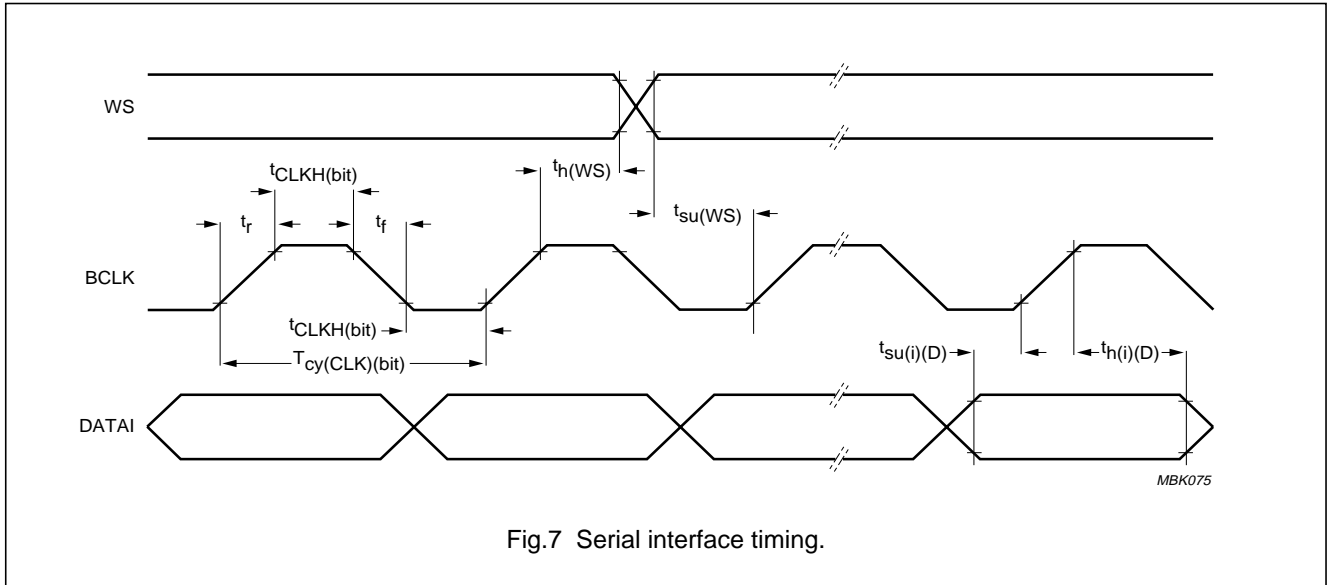 WS
th(WS)
tCLKH(bit)
tsu(WS)
tr
tf
BCLK
tCLKH(bit)
Tcy(CLK)(bit)
tsu(i)(D)
th(i)(D)
DATAI
MBK075
Fig.7 Serial interface timing.